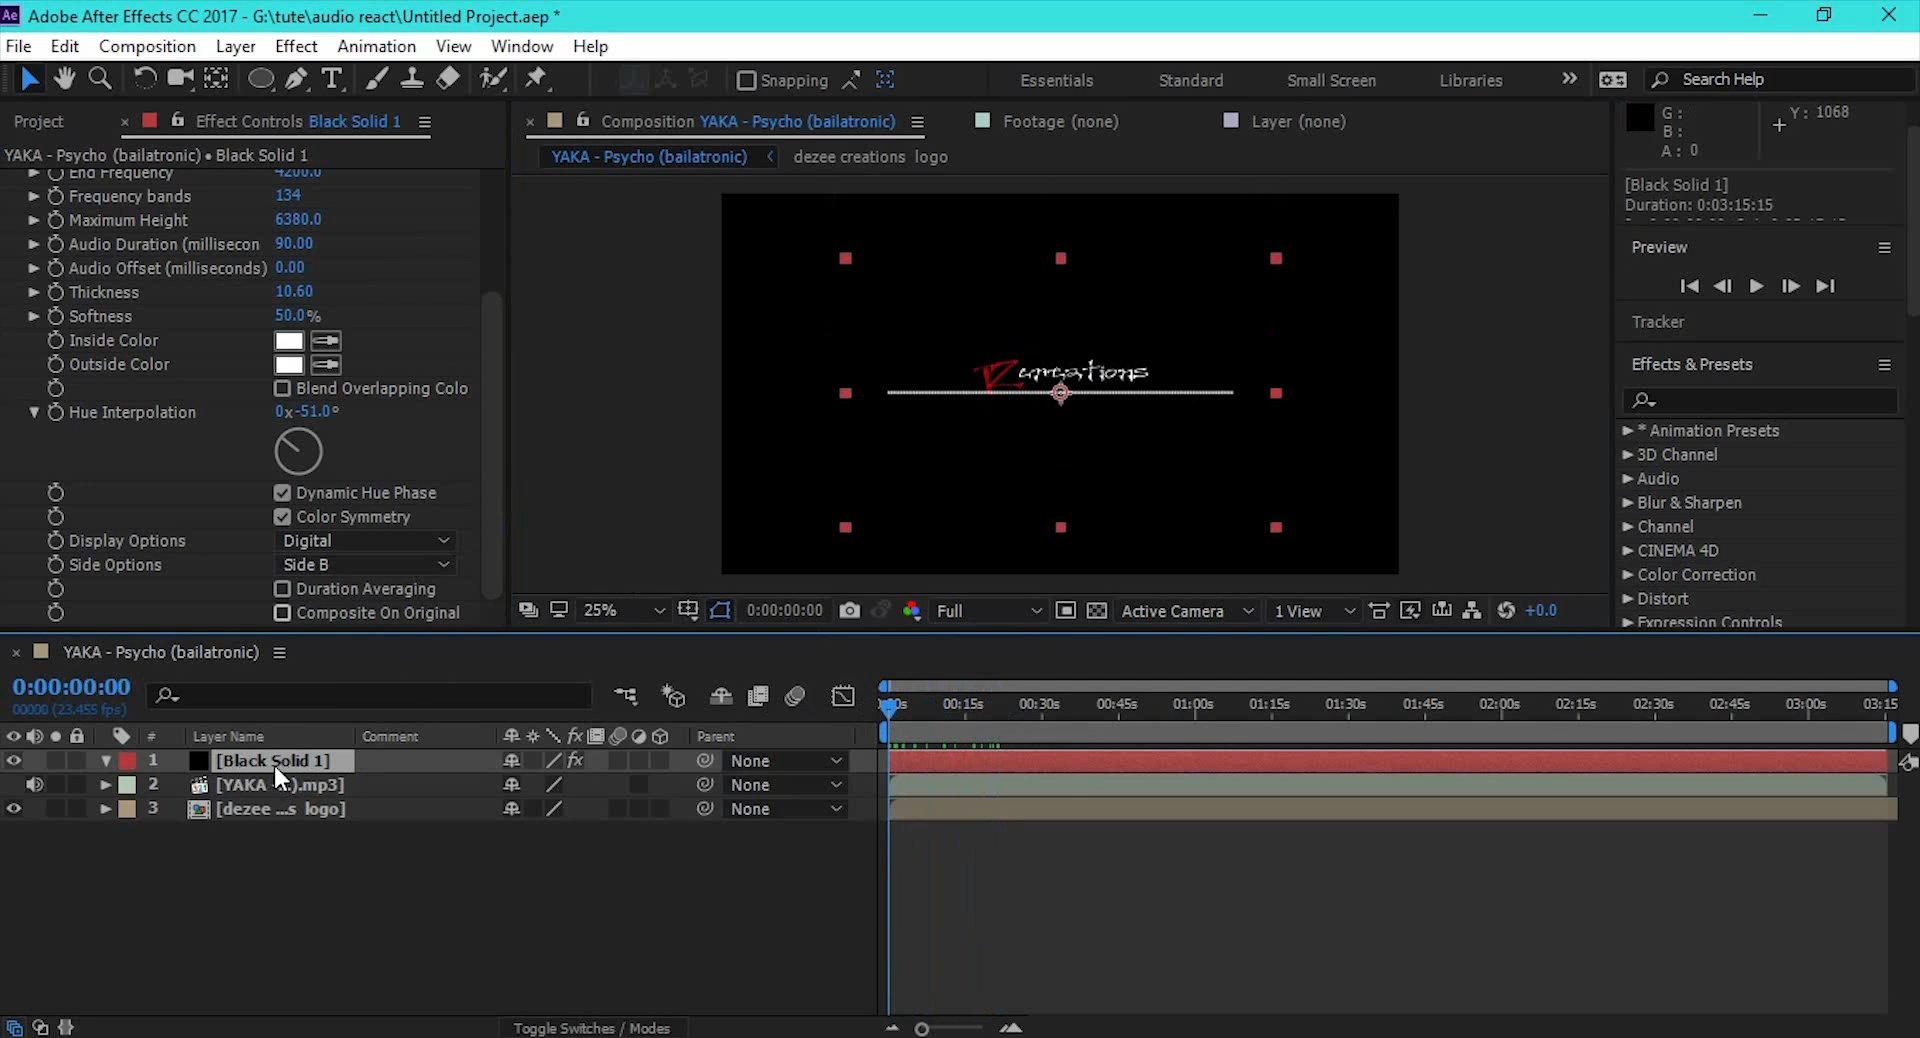 Ae Adobe After Effects CC 2017 - G:\tute\audio react\Untitled Project.aep *
File Edit Composition Layer Effect Animation View Window Help
Snapping Essentials Standard Small Screen Libraries Search Help
Project Effect Controls Black Solid 1
YAKA - Psycho (bailatronic) • Black Solid 1
End Frequency 4200.0
Frequency bands 134
Maximum Height 6380.0
Audio Duration (millisecon 90.00
Audio Offset (milliseconds) 0.00
Thickness 10.60
Softness 50.0%
Inside Color
Outside Color
Blend Overlapping Colo
Hue Interpolation 0x-51.0°
Dynamic Hue Phase
Color Symmetry
Display Options Digital
Side Options Side B
Duration Averaging
Composite On Original
Composition YAKA - Psycho (bailatronic) Footage (none) Layer (none)
YAKA - Psycho (bailatronic) dezee creations logo
creations
25% 0:00:00:00 Full Active Camera 1 View +0.0
G :
B :
A : 0
Y : 1068
[Black Solid 1]
Duration: 0:03:15:15
Preview
Tracker
Effects & Presets
* Animation Presets
3D Channel
Audio
Blur & Sharpen
Channel
CINEMA 4D
Color Correction
Distort
Expression Controls
YAKA - Psycho (bailatronic)
0:00:00:00
00000 (23.455 fps)
00:15s 00:30s 00:45s 01:00s 01:15s 01:30s 01:45s 02:00s 02:15s 02:30s 02:45s 03:00s 03:15
# Layer Name Comment fx Parent
1 [Black Solid 1] fx None
2 [YAKA - ...).mp3] None
3 [dezee ...s logo] None
Toggle Switches / Modes